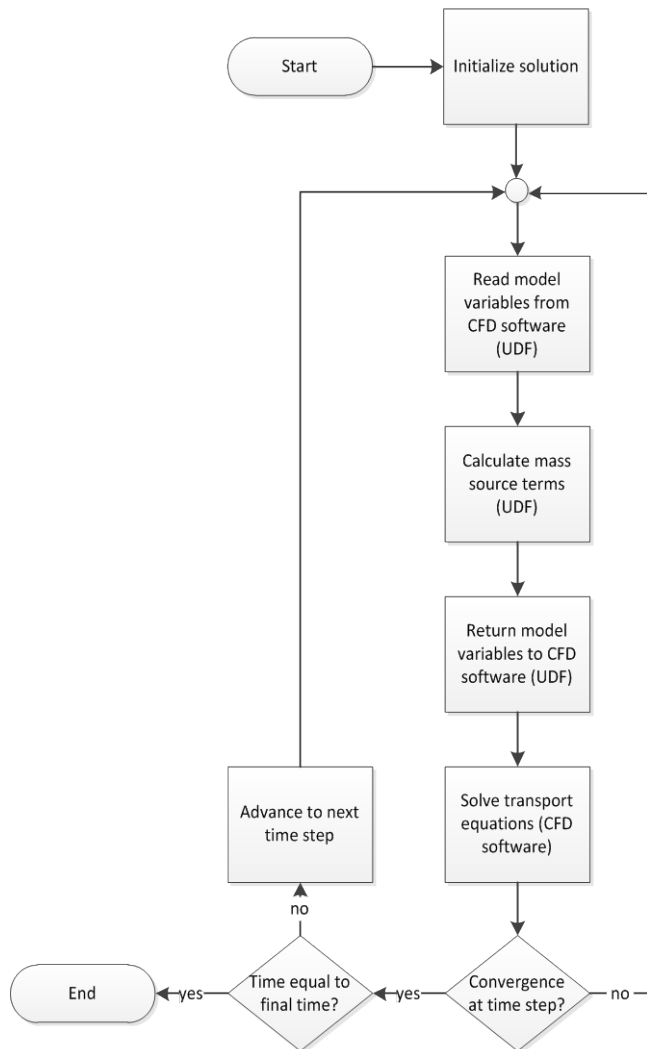 Start
Initialize solution
Read model
variables from
CFD software
(UDF)
Calculate mass
source terms
(UDF)
Return model
variables to CFD
software (UDF)
Advance to next
time step
Solve transport
equations (CFD
software)
no
End
yes
Time equal to
final time?
yes
Convergence
at time step?
no